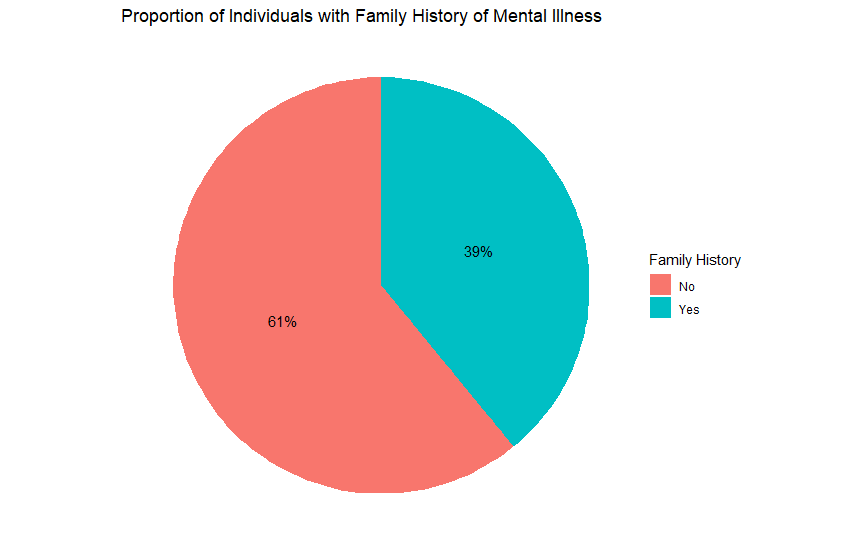 Proportion of Individuals with Family History of Mental Illness
39%
61%
Family History
No
Yes